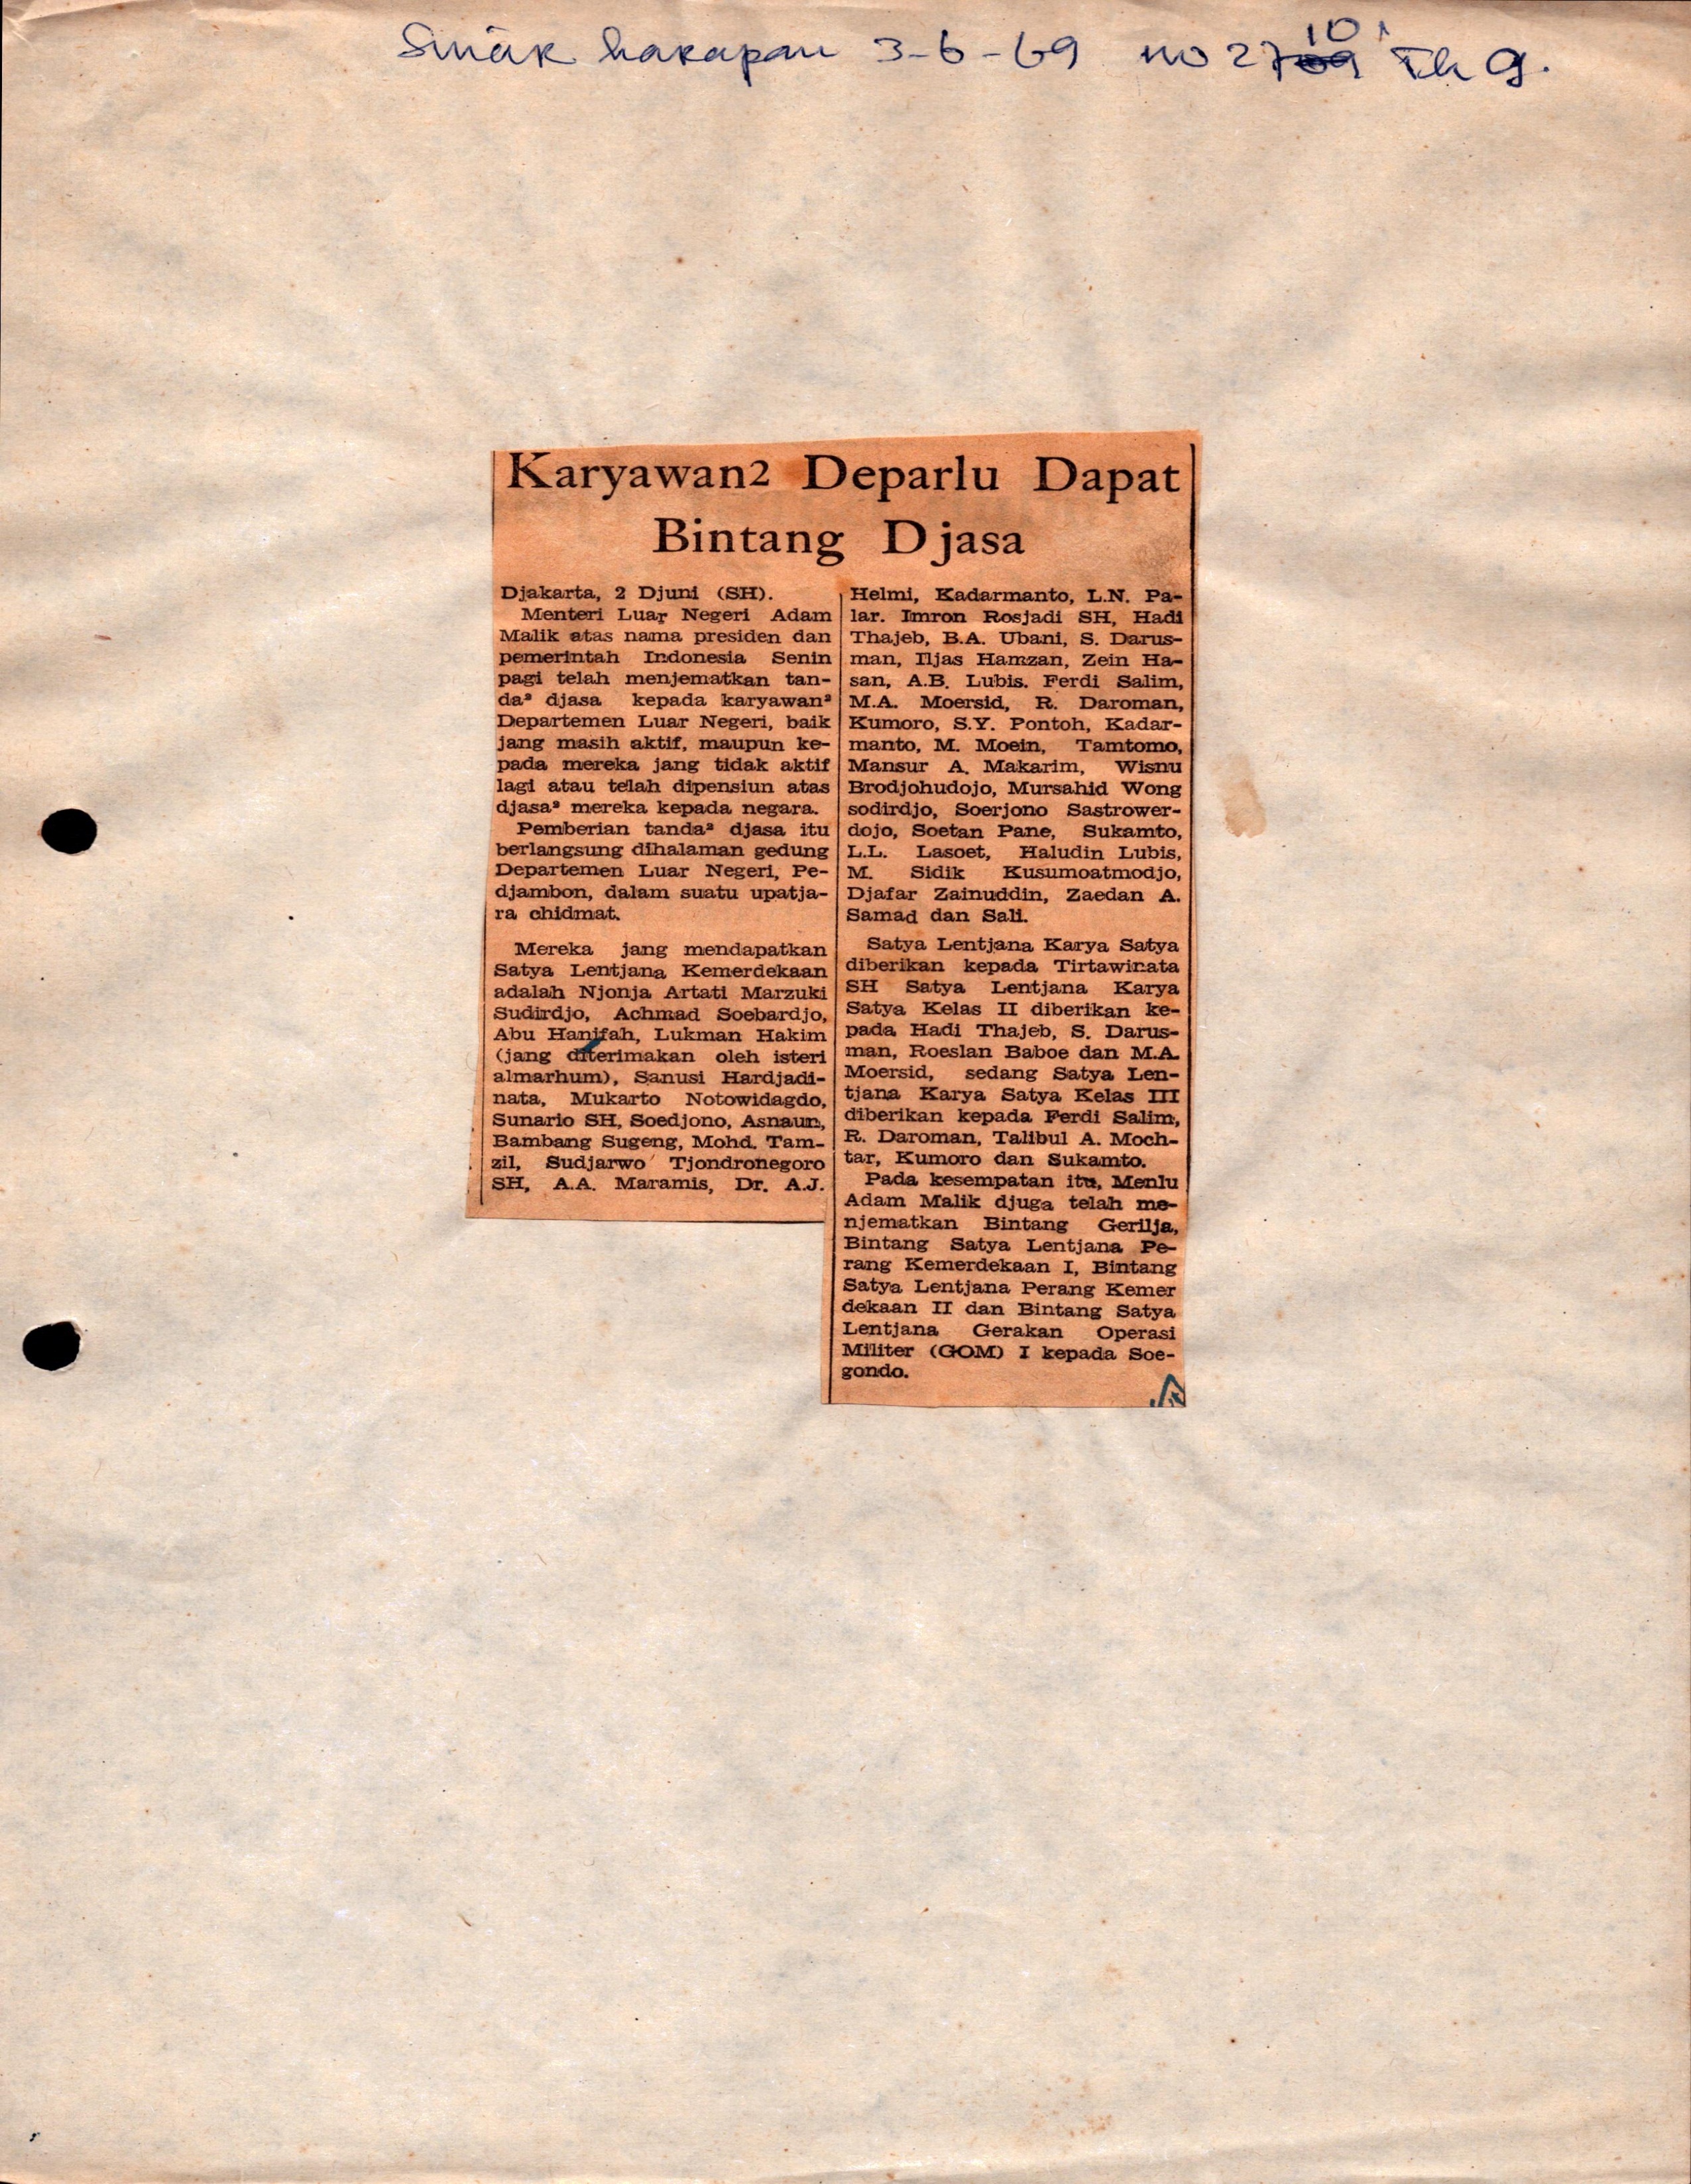 Sinar harapan 3-6-69 no 2710 Th 9.
Karyawan2 Deparlu Dapat
Bintang Djasa
Djakarta, 2 Djuni (SH).
Menteri Luar Negeri Adam
Malik atas nama presiden dan
pemerintah Indonesia Senin
pagi telah menjematkan tan-
da² djasa kepada karyawan²
Departemen Luar Negeri, baik
jang masih aktif, maupun ke-
pada mereka jang tidak aktif
lagi atau telah dipensiun atas
djasa² mereka kepada negara.
Pemberian tanda² djasa itu
berlangsung dihalaman gedung
Departemen Luar Negeri, Pe-
djambon, dalam suatu upatja-
ra chidmat.
Mereka jang mendapatkan
Satya Lentjana Kemerdekaan
adalah Njonja Artati Marzuki
Sudirdjo, Achmad Soebardjo,
Abu Hanifah, Lukman Hakim
(jang diterimakan oleh isteri
almarhum), Sanusi Hardjadi-
nata, Mukarto Notowidagdo,
Sunario SH, Soedjono, Asnaun,
Bambang Sugeng, Mohd. Tam-
zil, Sudjarwo Tjondronegoro
SH, A.A. Maramis, Dr. A.J.
Helmi, Kadarmanto, L.N. Pa-
lar. Imron Rosjadi SH, Hadi
Thajeb, B.A. Ubani, S. Darus-
man, Iljas Hamzan, Zein Ha-
san, A.B. Lubis. Ferdi Salim,
M.A. Moersid, R. Daroman,
Kumoro, S.Y. Pontoh, Kadar-
manto, M. Moein, Tamtomo,
Mansur A. Makarim, Wisnu
Brodjohudojo, Mursahid Wong
sodirdjo, Soerjono Sastrower-
dojo, Soetan Pane, Sukamto,
L.L. Lasoet, Haludin Lubis,
M. Sidik Kusumoatmodjo,
Djafar Zainuddin, Zaedan A.
Samad dan Sali.
Satya Lentjana Karya Satya
diberikan kepada Tirtawinata
SH Satya Lentjana Karya
Satya Kelas II diberikan ke-
pada Hadi Thajeb, S. Darus-
man, Roeslan Baboe dan M.A.
Moersid, sedang Satya Len-
tjana Karya Satya Kelas III
diberikan kepada Ferdi Salim,
R. Daroman, Talibul A. Moch-
tar, Kumoro dan Sukamto.
Pada kesempatan itu, Menlu
Adam Malik djuga telah me-
njematkan Bintang Gerilja,
Bintang Satya Lentjana Pe-
rang Kemerdekaan I, Bintang
Satya Lentjana Perang Kemer
dekaan II dan Bintang Satya
Lentjana Gerakan Operasi
Militer (GOM) I kepada Soe-
gondo.